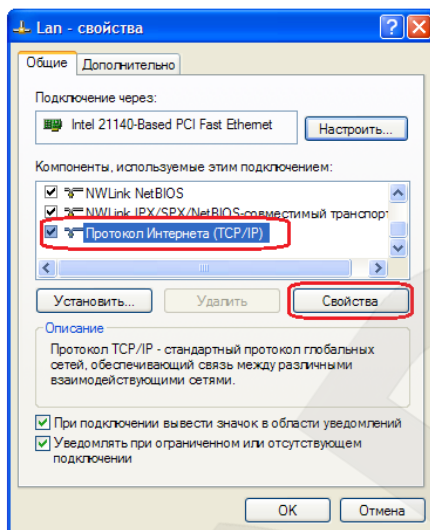 Lan - свойства
Общие Дополнительно
Подключение через:
Intel 21140-Based PCI Fast Ethernet Настроить...
Компоненты, используемые этим подключением:
NWLink NetBIOS
NWLink IPX/SPX/NetBIOS-совместимый транспор
Протокол Интернета (TCP/IP)
Установить... Удалить Свойства
Описание
Протокол TCP/IP - стандартный протокол глобальных
сетей, обеспечивающий связь между различными
взаимодействующими сетями.
При подключении вывести значок в области уведомлений
Уведомлять при ограниченном или отсутствующем
подключении
OK Отмена